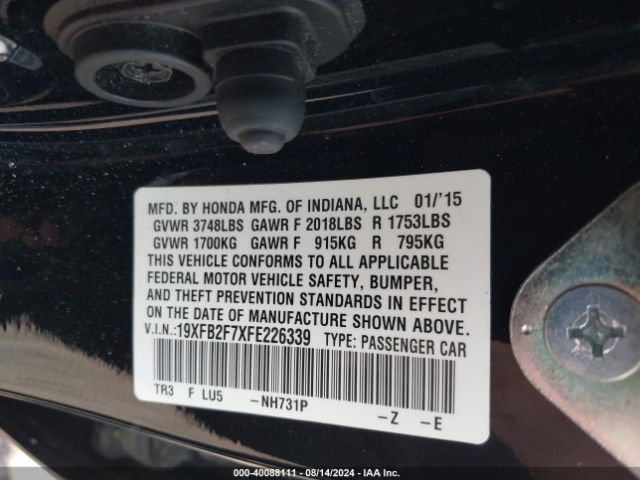 MFD. BY HONDA MFG. OF INDIANA, LLC 01/'15
GVWR 3748LBS GAWR F 2018LBS R 1753LBS
GVWR 1700KG GAWR F 915KG R 795KG
THIS VEHICLE CONFORMS TO ALL APPLICABLE
FEDERAL MOTOR VEHICLE SAFETY, BUMPER,
AND THEFT PREVENTION STANDARDS IN EFFECT
ON THE DATE OF MANUFACTURE SHOWN ABOVE.
V.I.N.: 19XFB2F7XFE226339 TYPE: PASSENGER CAR
TR3 F LU5 -NH731P -Z -E
000-40088111 - 08/14/2024 - IAA Inc.